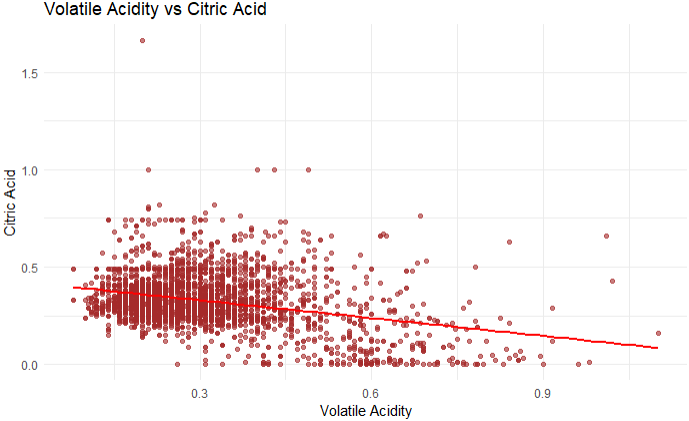 Volatile Acidity vs Citric Acid
Citric Acid
1.5
1.0
0.5
0.0
0.3 0.6 0.9
Volatile Acidity